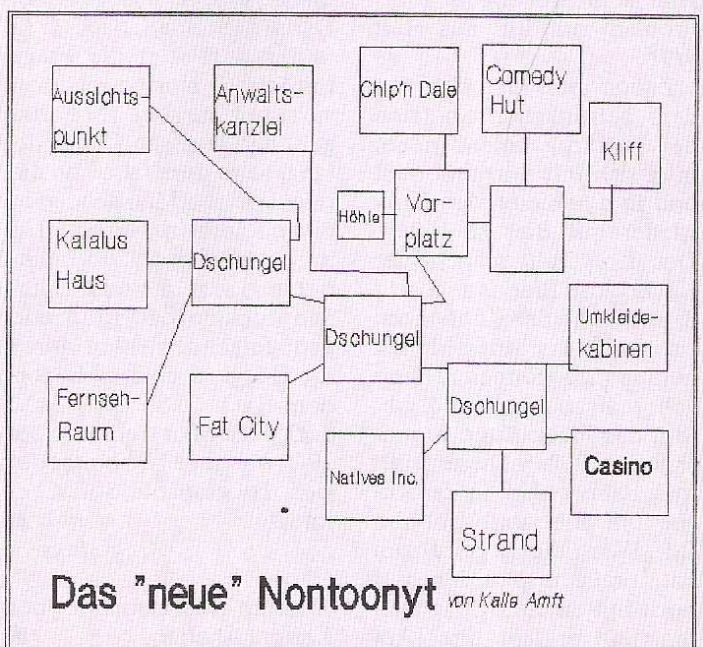 Aussichts-
punkt
Anwalts-
kanzlei
Chip'n Dale
Comedy
Hut
Kliff
Höhle
Vor-
platz
Kalalus
Haus
Dschungel
Dschungel
Umkleide-
kabinen
Fernseh-
Raum
Fat City
Dschungel
Natives Inc.
Casino
Strand
Das "neue" Nontoonyt von Kalle Amft